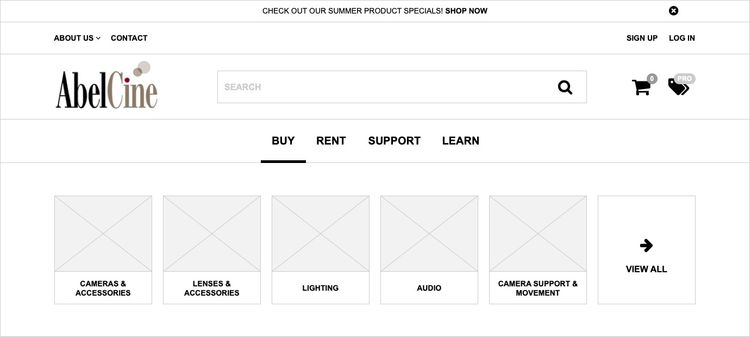 CHECK OUT OUR SUMMER PRODUCT SPECIALS! SHOP NOW
ABOUT US CONTACT
SIGN UP LOG IN
AbelCine
SEARCH
0
PRO
BUY RENT SUPPORT LEARN
CAMERAS &
ACCESSORIES
LENSES &
ACCESSORIES
LIGHTING
AUDIO
CAMERA SUPPORT &
MOVEMENT
VIEW ALL